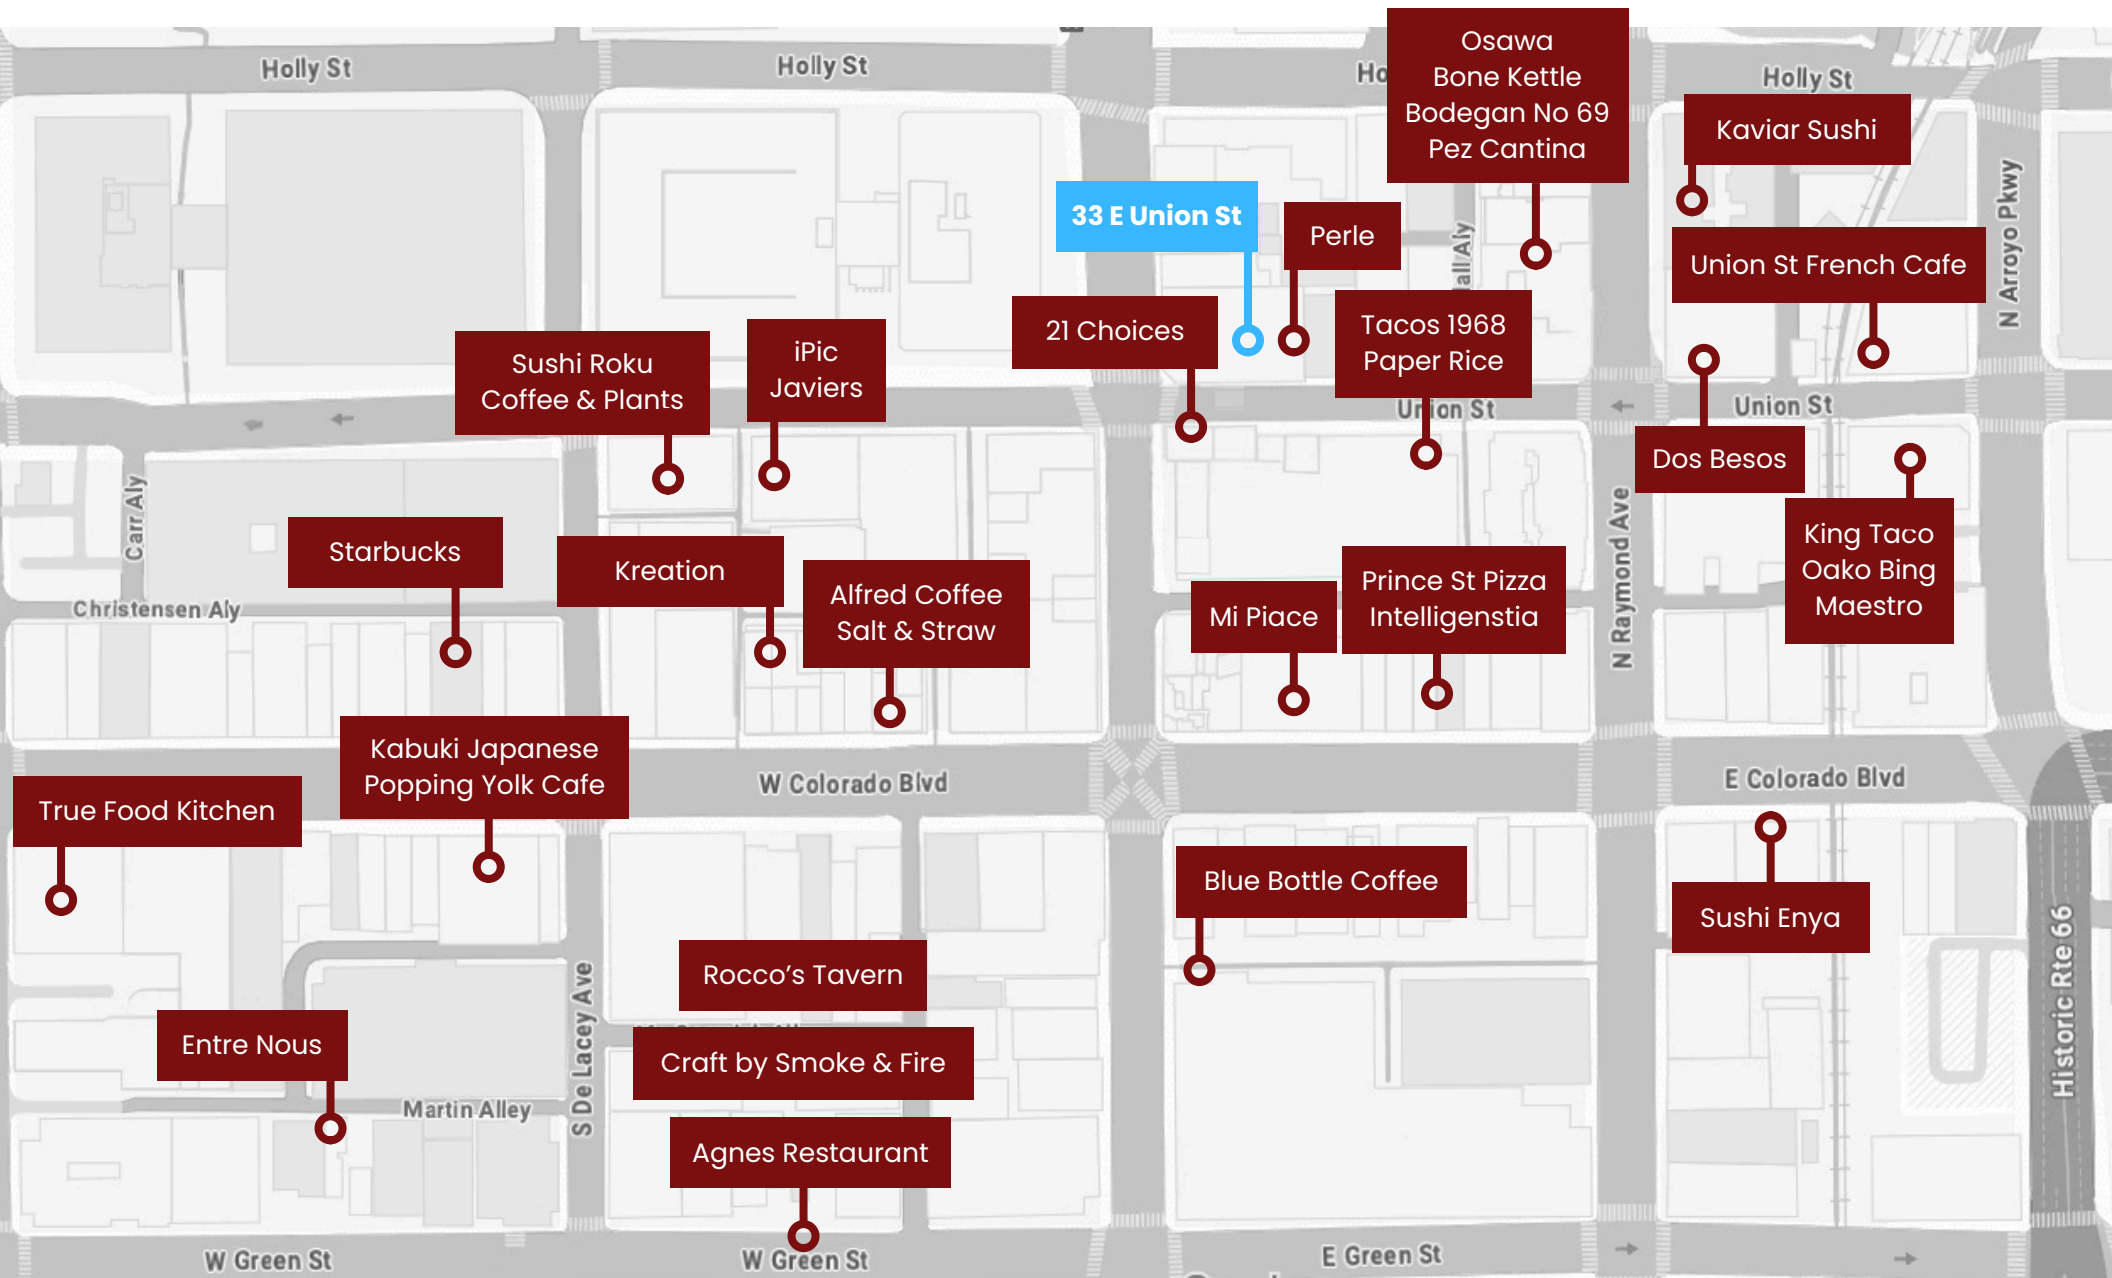 Holly St
Holly St
Ho
Osawa
Bone Kettle
Bodegan No 69
Pez Cantina
Holly St
Kaviar Sushi
33 E Union St
Perle
Union St French Cafe
N Arroyo Pkwy
21 Choices
Tacos 1968
Paper Rice
iPic
Javiers
Sushi Roku
Coffee & Plants
Union St
Union St
Dos Besos
Carr Aly
Starbucks
Kreation
Alfred Coffee
Salt & Straw
Mi Piace
Prince St Pizza
Intelligenstia
N Raymond Ave
King Taco
Oako Bing
Maestro
Christensen Aly
Kabuki Japanese
Popping Yolk Cafe
W Colorado Blvd
E Colorado Blvd
True Food Kitchen
Blue Bottle Coffee
Sushi Enya
Rocco’s Tavern
Entre Nous
Craft by Smoke & Fire
S De Lacey Ave
Historic Rte 66
Martin Alley
Agnes Restaurant
W Green St
W Green St
E Green St